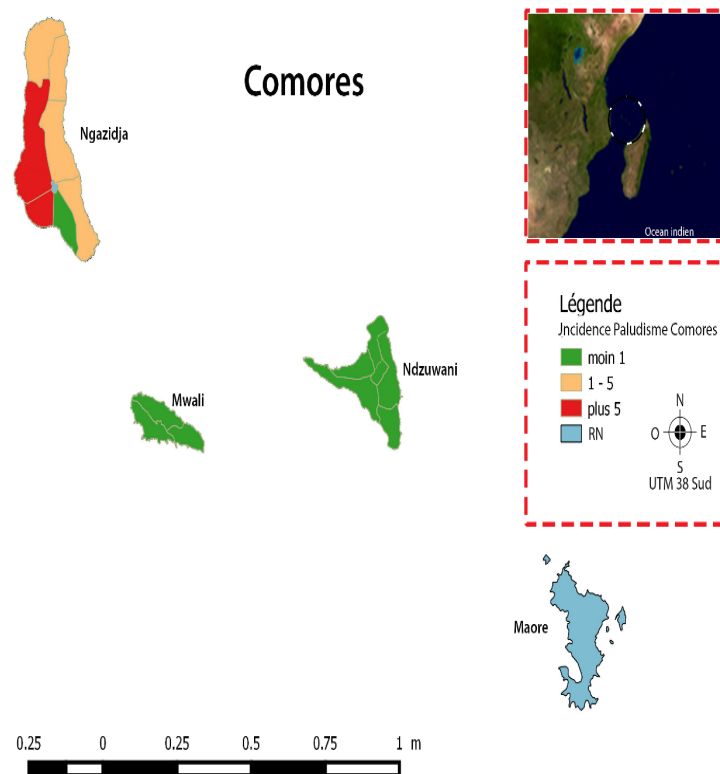 Comores
Ngazidja
Mwali
Ndzuwani
Maore
Ocean indien
Légende
Incidence Paludisme Comores
moin 1
1 - 5
plus 5
RN
N
O E
S
UTM 38 Sud
0.25 0 0.25 0.5 0.75 1 m